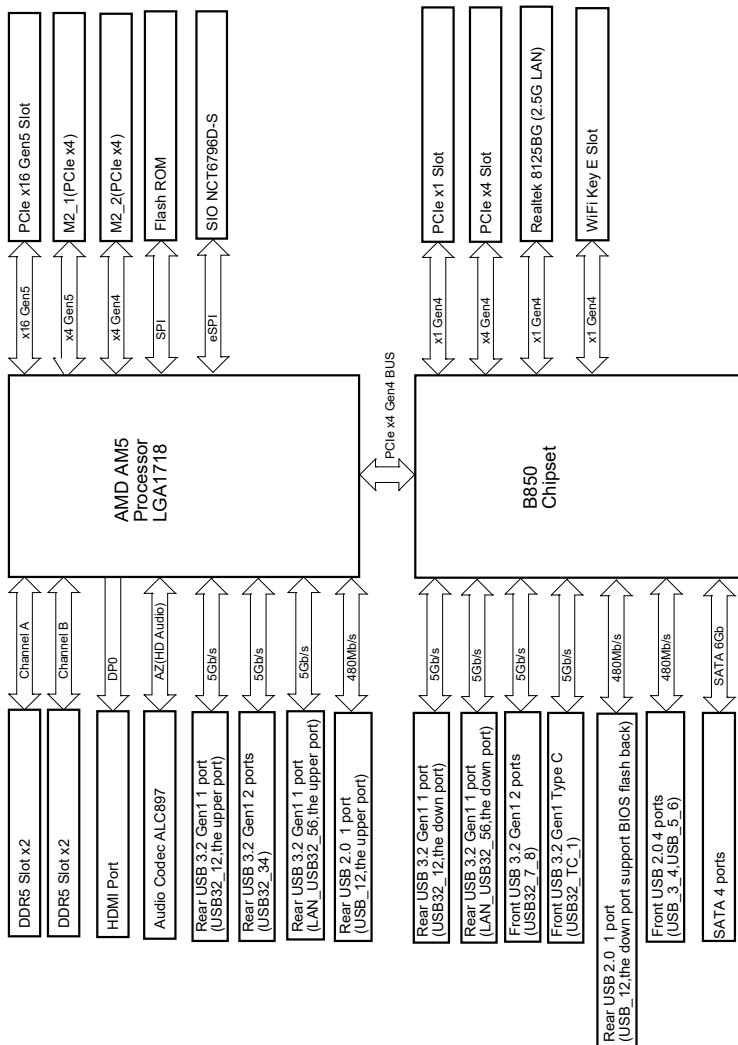 PCIe x16 Gen5 Slot
x16 Gen5
M2_1(PCIe x4)
x4 Gen5
M2_2(PCIe x4)
x4 Gen4
Flash ROM
SPI
SIO NCT6796D-S
eSPI
AMD AM5
Processor
LGA1718
Channel A
DDR5 Slot x2
Channel B
DDR5 Slot x2
DP0
HDMI Port
AZ(HD Audio)
Audio Codec ALC897
5Gb/s
Rear USB 3.2 Gen1 1 port
(USB32_12,the upper port)
5Gb/s
Rear USB 3.2 Gen1 2 ports
(USB32_34)
5Gb/s
Rear USB 3.2 Gen1 1 port
(LAN_USB32_56,the upper port)
480Mb/s
Rear USB 2.0 1 port
(USB_12,the upper port)
PCIe x4 Gen4 BUS
PCIe x1 Slot
x1 Gen4
PCIe x4 Slot
x4 Gen4
Realtek 8125BG (2.5G LAN)
x1 Gen4
WiFi Key E Slot
x1 Gen4
B850
Chipset
5Gb/s
Rear USB 3.2 Gen1 1 port
(USB32_12,the down port)
5Gb/s
Rear USB 3.2 Gen1 1 port
(LAN_USB32_56,the down port)
5Gb/s
Front USB 3.2 Gen1 2 ports
(USB32_7_8)
5Gb/s
Front USB 3.2 Gen1 Type C
(USB32_TC_1)
480Mb/s
Rear USB 2.0 1 port
(USB_12,the down port support BIOS flash back)
480Mb/s
Front USB 2.0 4 ports
(USB_3_4,USB_5_6)
SATA 6Gb
SATA 4 ports